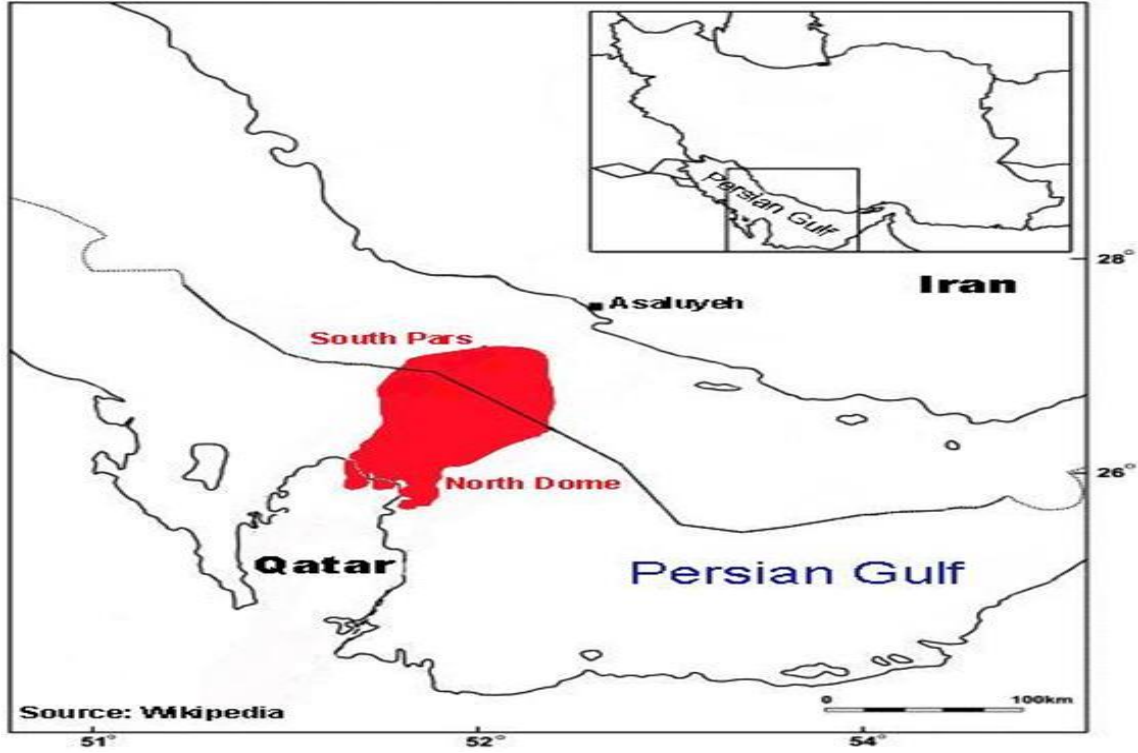 Persian Gulf
28°
Iran
Asaluyeh
South Pars
26°
North Dome
Qatar
Persian Gulf
0 100km
Source: Wikipedia
51° 52° 54°